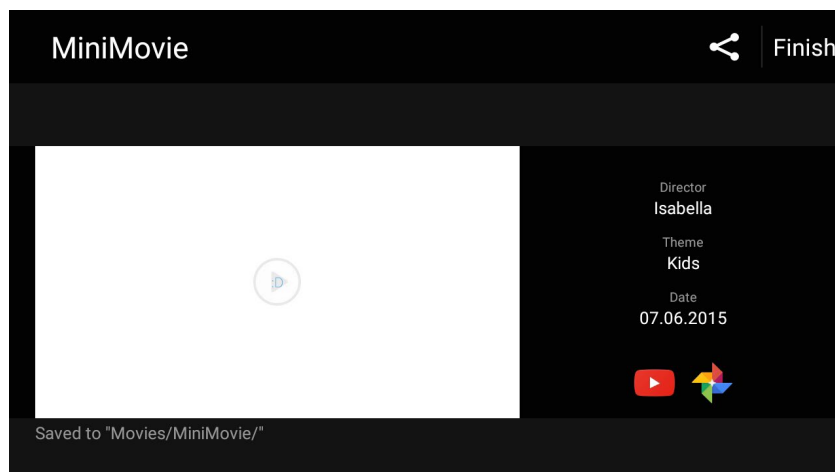 MiniMovie
Finish
Director
Isabella
Theme
Kids
Date
07.06.2015
:D
Saved to "Movies/MiniMovie/"